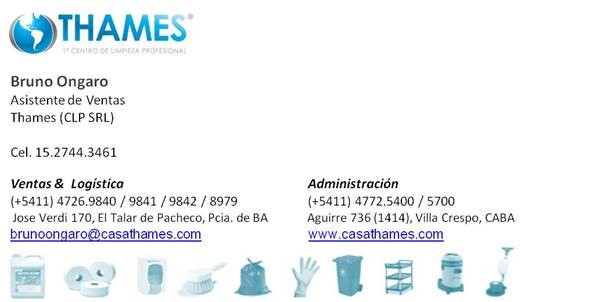 THAMES®
1º CENTRO DE LIMPIEZA PROFESIONAL
Bruno Ongaro
Asistente de Ventas
Thames (CLP SRL)
Cel. 15.2744.3461
Ventas & Logística
(+5411) 4726.9840 / 9841 / 9842 / 8979
Jose Verdi 170, El Talar de Pacheco, Pcia. de BA
brunoongaro@casathames.com
Administración
(+5411) 4772.5400 / 5700
Aguirre 736 (1414), Villa Crespo, CABA
www.casathames.com